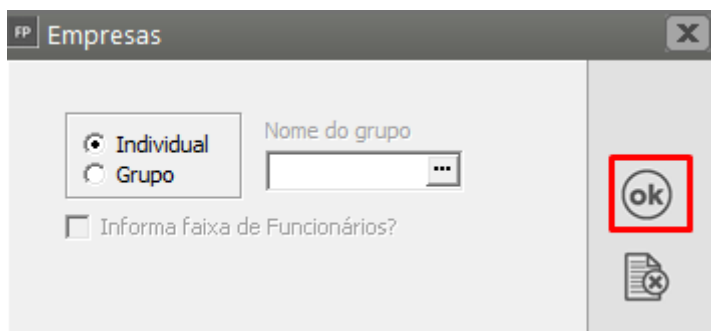 FP Empresas
Individual
Grupo
Nome do grupo
...
Informa faixa de Funcionários?
ok